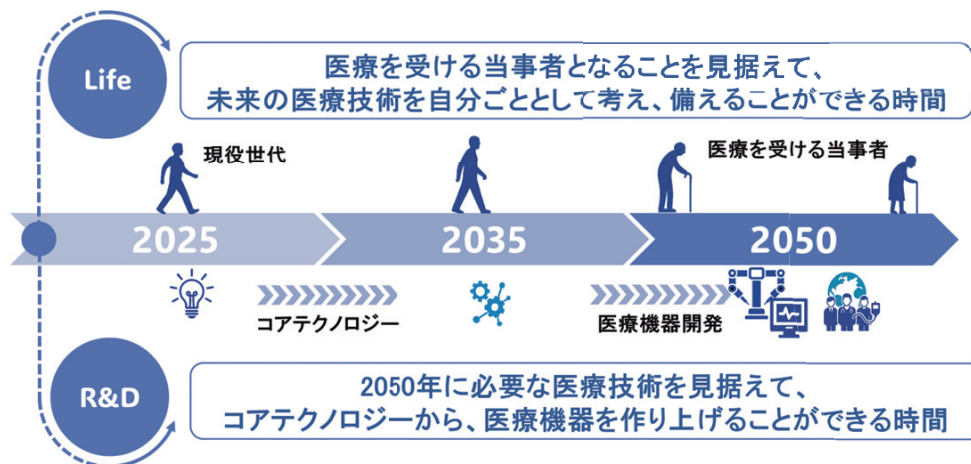 Life
医療を受ける当事者となることを見据えて、
未来の医療技術を自分ごととして考え、備えることができる時間
現役世代
医療を受ける当事者
2025
2035
2050
コアテクノロジー
医療機器開発
R&D
2050年に必要な医療技術を見据えて、
コアテクノロジーから、医療機器を作り上げることができる時間